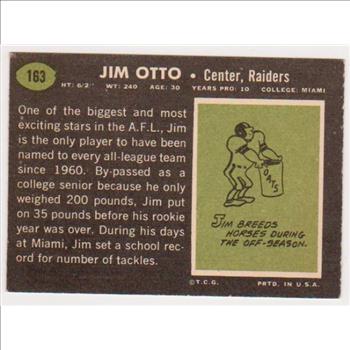 163
JIM OTTO • Center, Raiders
HT: 6/2" WT: 240 AGE: 30 YEARS PRO: 10 COLLEGE: MIAMI
One of the biggest and most
exciting stars in the A.F.L., Jim
is the only player to have been
named to every all-league team
since 1960. By-passed as a
college senior because he only
weighed 200 pounds, Jim put
on 35 pounds before his rookie
year was over. During his days
at Miami, Jim set a school rec
ord for number of tackles.
OATS
JIM BREEDS
HORSES DURING
THE OFF-SEASON.
©T.C.G. PRTD. IN U.S.A.